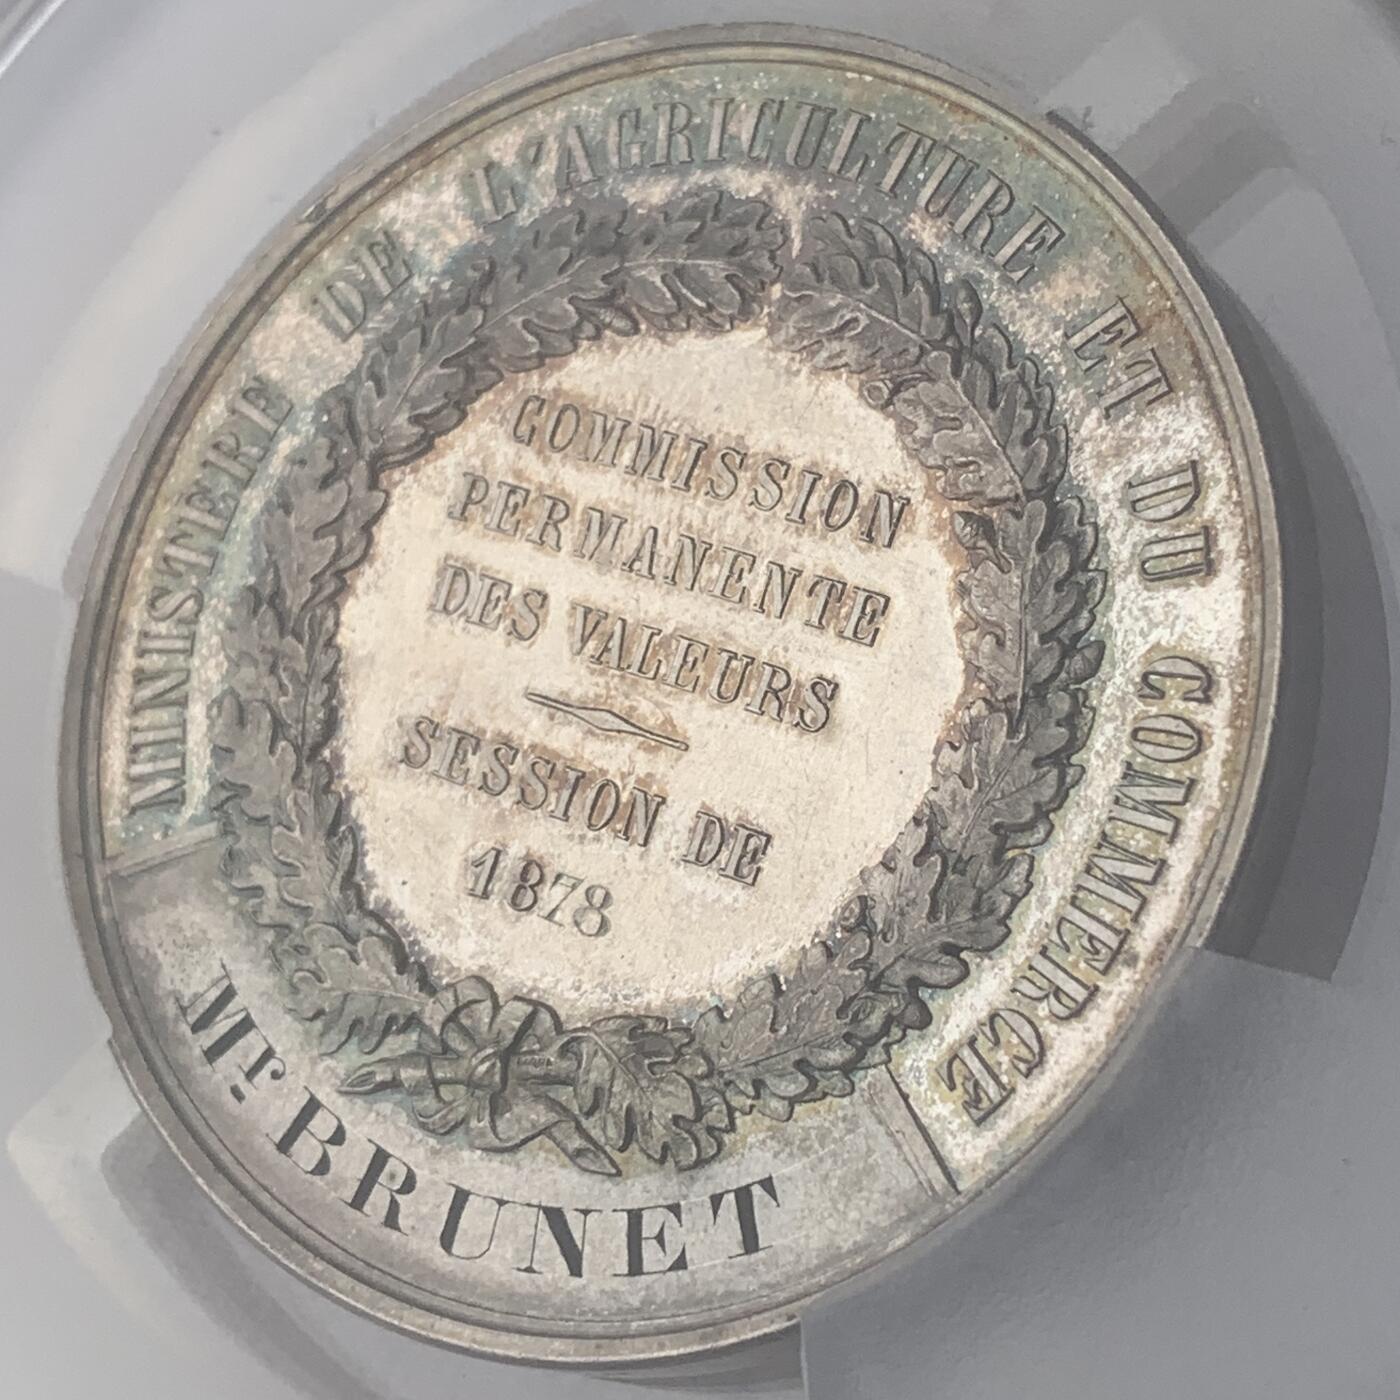 MINISTERE DE L'AGRICULTURE ET DU COMMERCE
COMMISSION
PERMANENTE
DES VALEURS
SESSION DE
1878
Mr BRUNET